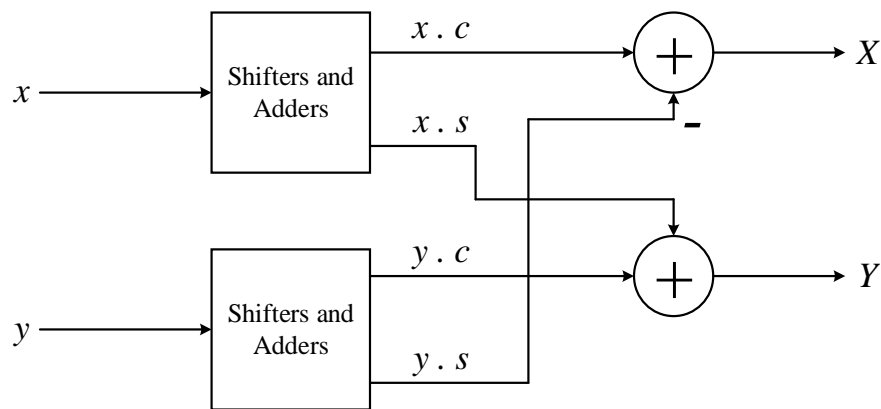 x . c
X
Shifters and
Adders
x
+
x . s
-
y . c
Y
Shifters and
Adders
+
y
y . s